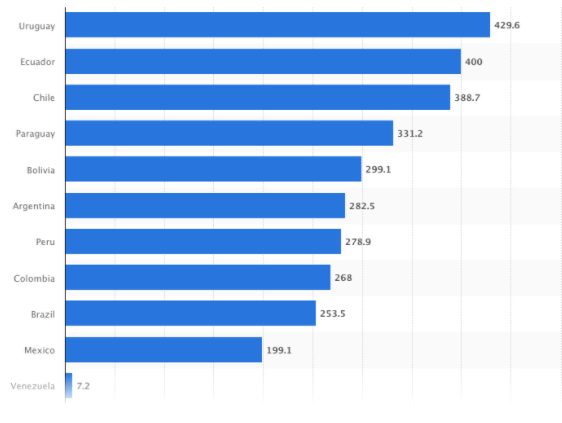 Uruguay 429.6
Ecuador 400
Chile 388.7
Paraguay 331.2
Bolivia 299.1
Argentina 282.5
Peru 278.9
Colombia 268
Brazil 253.5
Mexico 199.1
Venezuela 7.2